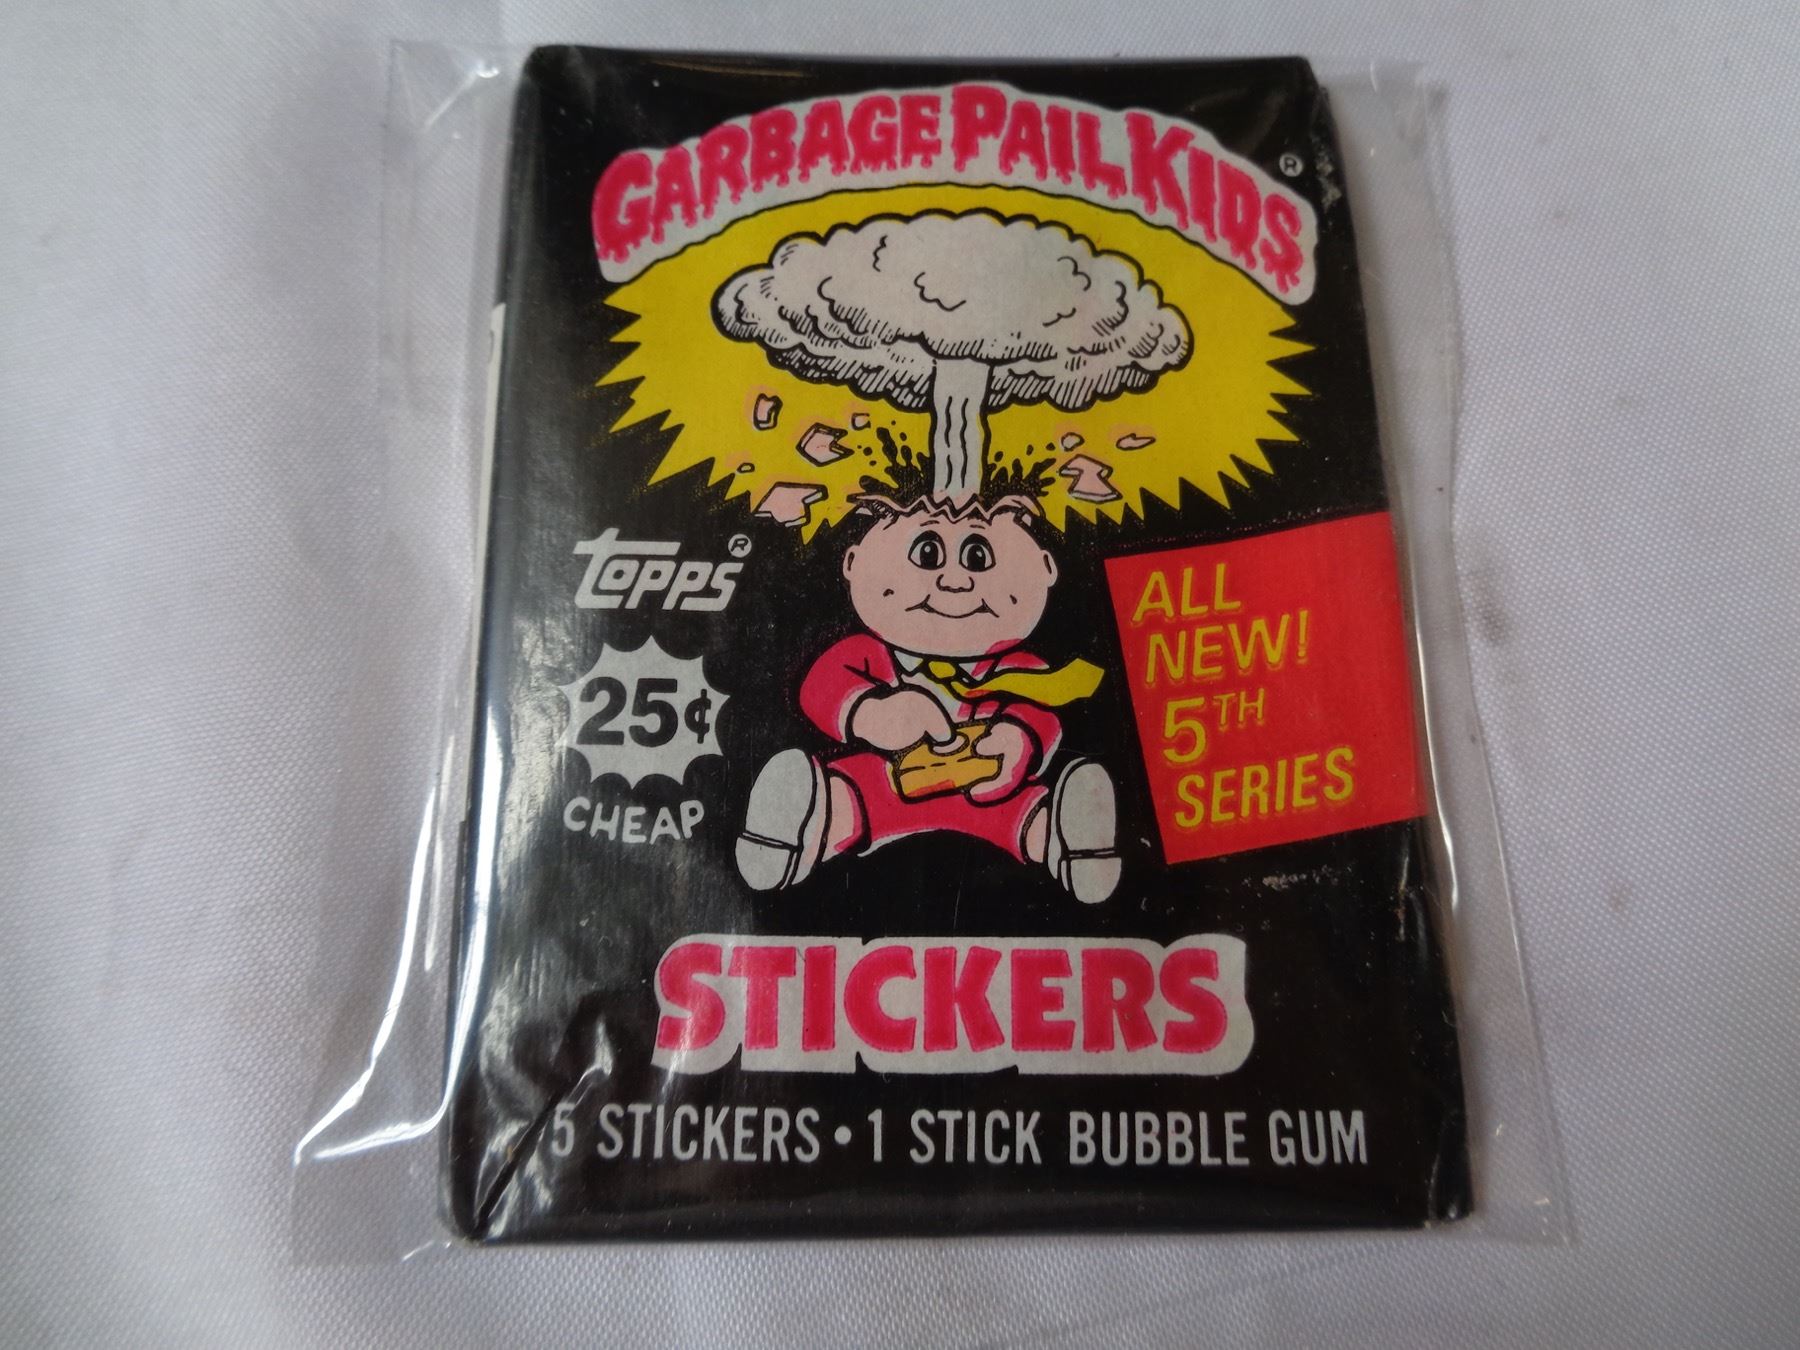 GARBAGE PAIL KIDS ®
topps ®
25¢
CHEAP
ALL
NEW!
5TH
SERIES
STICKERS
5 STICKERS • 1 STICK BUBBLE GUM